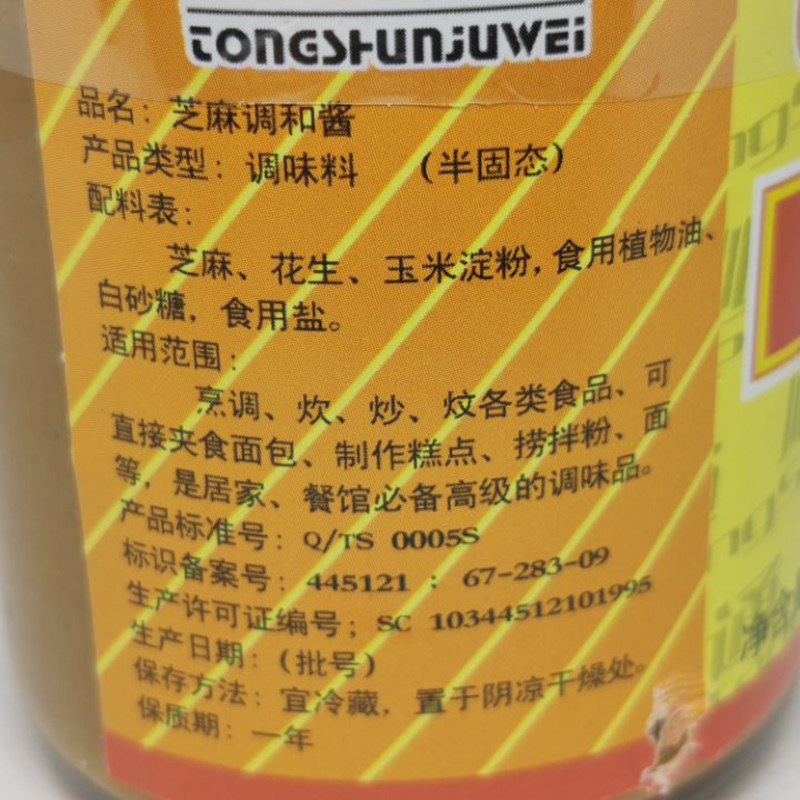 TONGSHUNJUWEI
品名：芝麻调和酱
产品类型：调味料 （半固态）
配料表：
芝麻、花生、玉米淀粉，食用植物油、
白砂糖，食用盐。
适用范围：
烹调、炊、炒、炆各类食品、可
直接夹食面包、制作糕点、捞拌粉、面
等，是居家、餐馆必备高级的调味品。
产品标准号：Q/TS 0005S
标识备案号：445121 : 67-283-09
生产许可证编号；SC 10344512101995
生产日期：（批号）
保存方法：宜冷藏，置于阴凉干燥处。
保质期：一年
净含